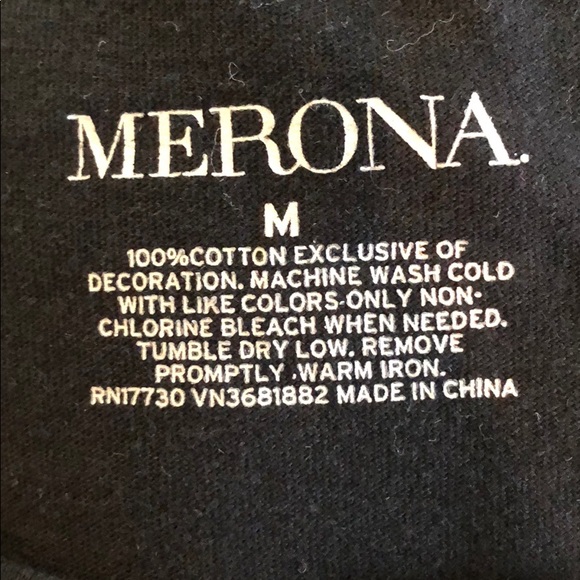 MERONA.
M
100%COTTON EXCLUSIVE OF
DECORATION. MACHINE WASH COLD
WITH LIKE COLORS-ONLY NON-
CHLORINE BLEACH WHEN NEEDED.
TUMBLE DRY LOW. REMOVE
PROMPTLY .WARM IRON.
RN17730 VN3681882 MADE IN CHINA